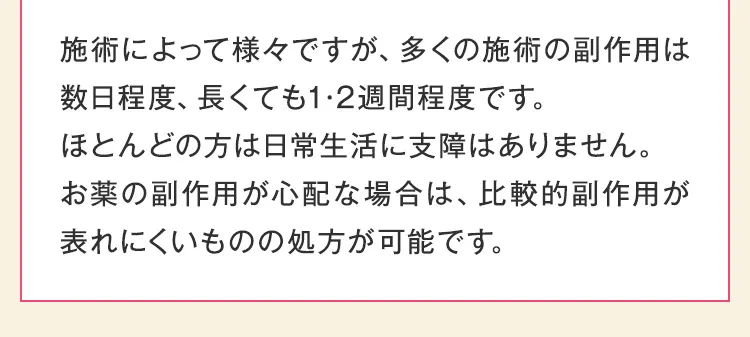 施術によって様々ですが、多くの施術の副作用は
数日程度、長くても1·2週間程度です。
ほとんどの方は日常生活に支障はありません。
お薬の副作用が心配な場合は、比較的副作用が
表れにくいものの処方が可能です。